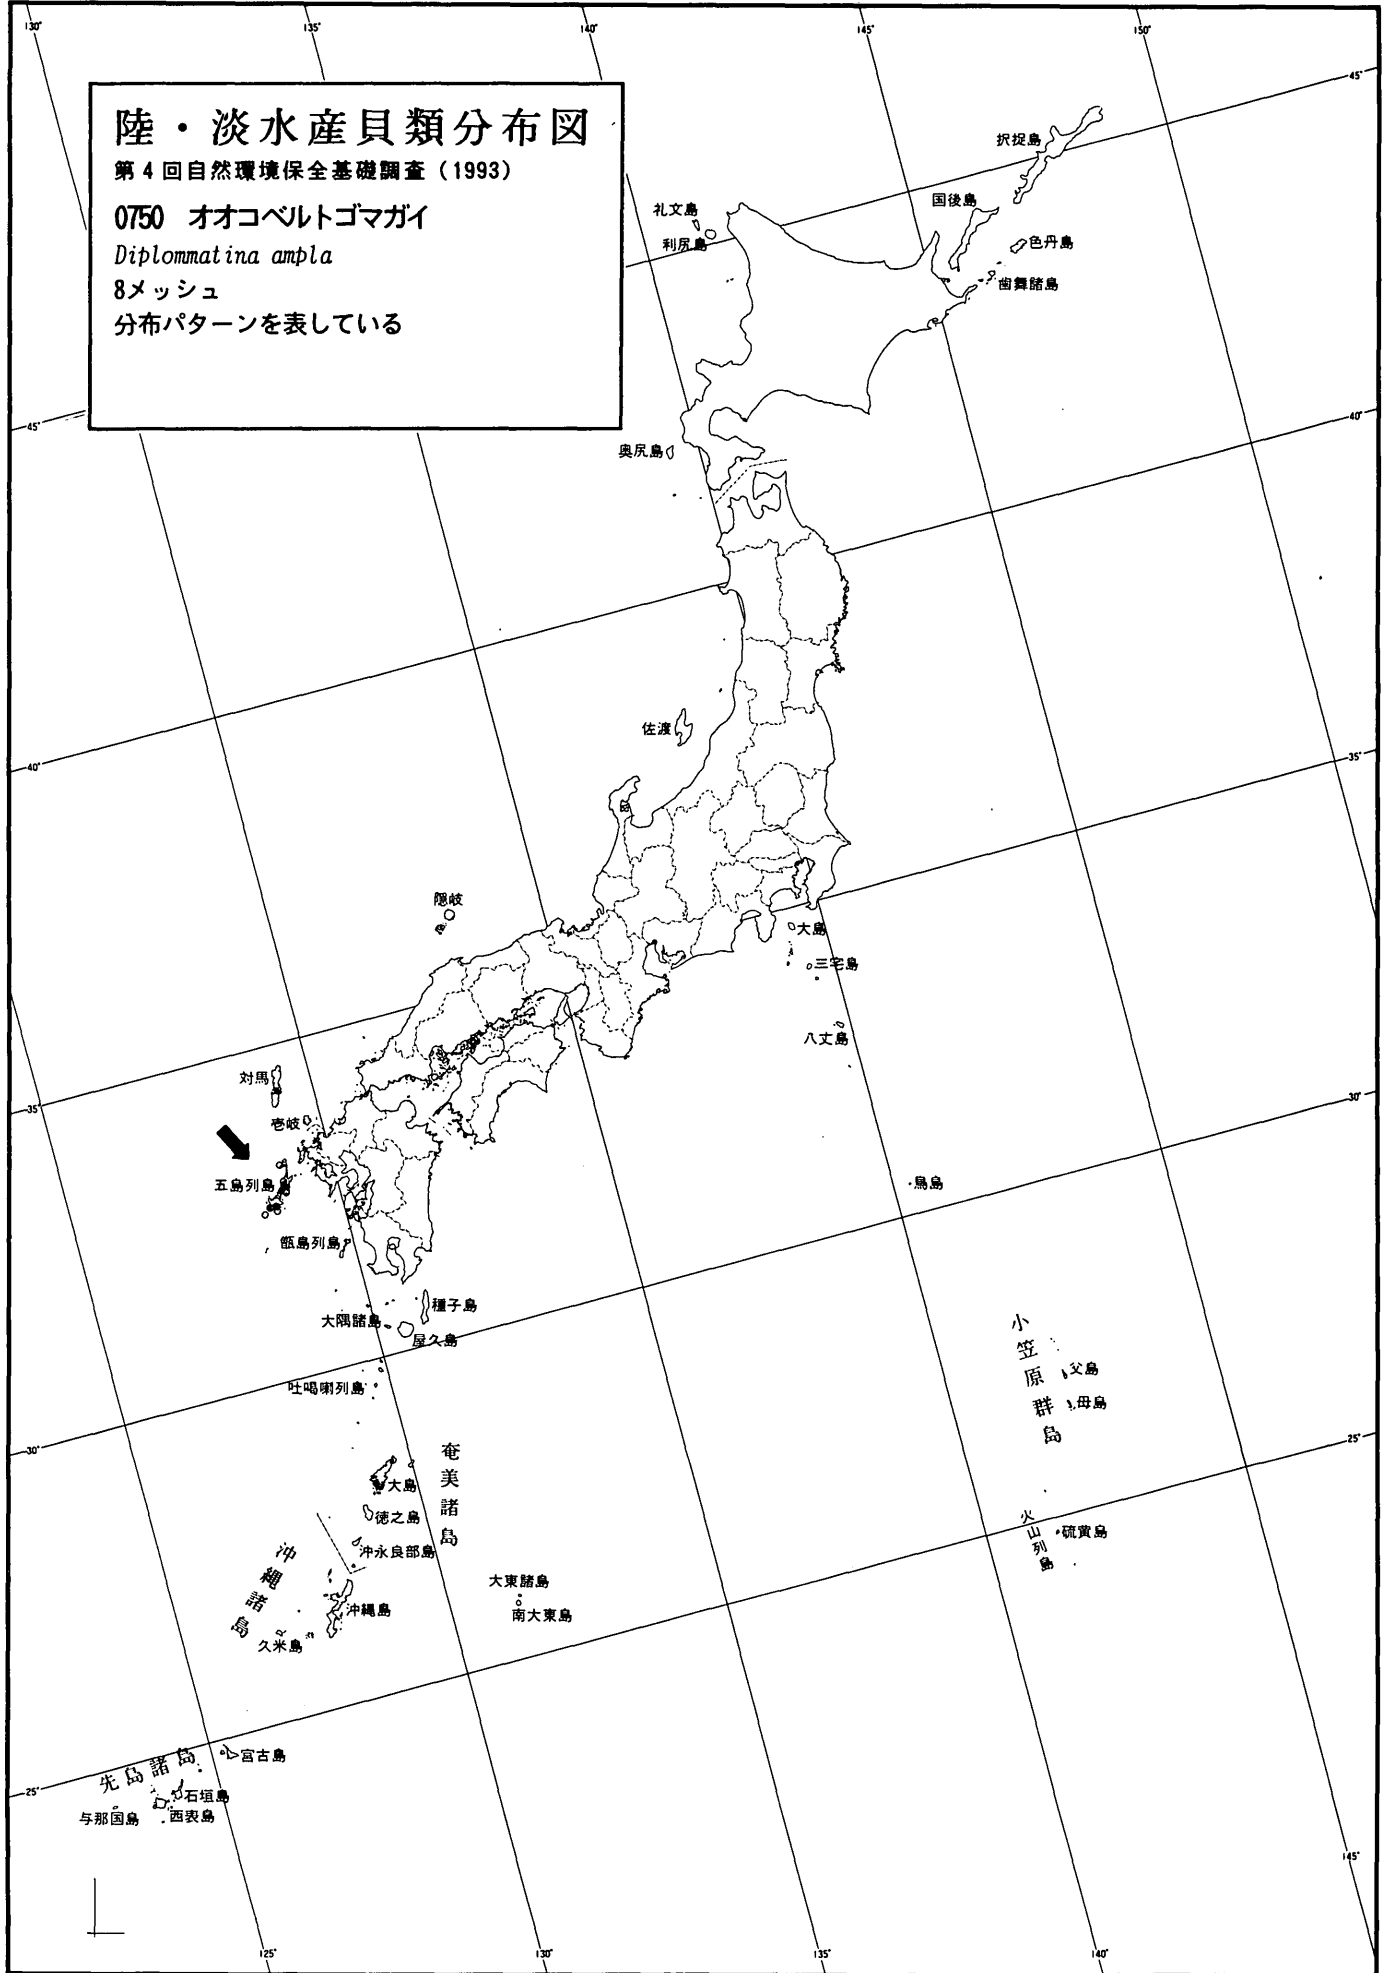 130°
135°
140°
145°
150°
陸・淡水産貝類分布図
第4回自然環境保全基礎調査（1993）
0750　オオコベルトゴマガイ
Diplommatina ampla
8メッシュ
分布パターンを表している
45°
択捉島
国後島
礼文島
利尻島
色丹島
歯舞諸島
45°
40°
奥尻島
佐渡
40°
35°
隠岐
大島
三宅島
八丈島
対馬
35°
壱岐
30°
五島列島
鳥島
甑島列島
種子島
大隅諸島
屋久島
小笠原群島
父島
吐噶喇列島
母島
30°
奄美諸島
25°
大島
徳之島
火山列島
硫黄島
沖永良部島
沖縄諸島
大東諸島
沖縄島
南大東島
久米島
先島諸島
宮古島
25°
石垣島
与那国島
西表島
145°
125°
130°
135°
140°